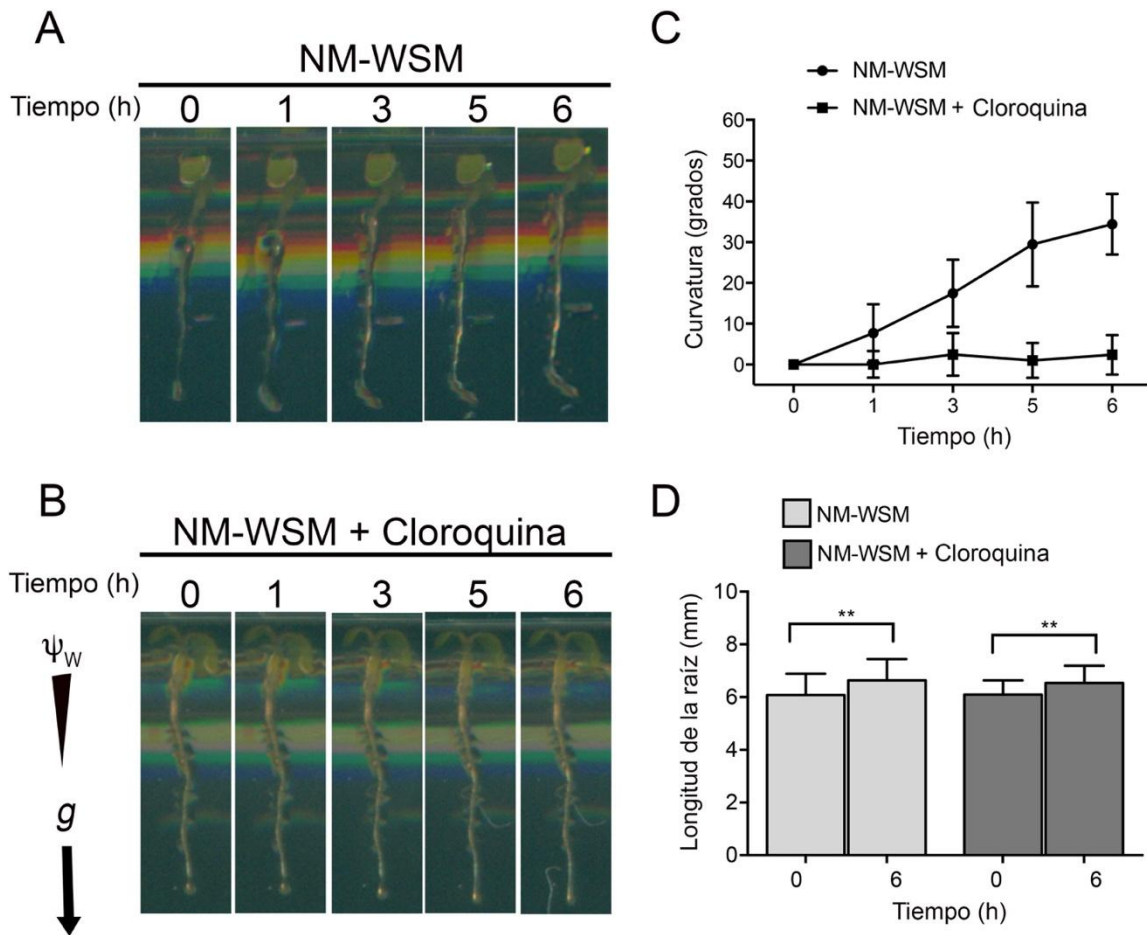 A
NM-WSM
Tiempo (h) 0 1 3 5 6
B
NM-WSM + Cloroquina
Tiempo (h) 0 1 3 5 6
ψW
g
C
NM-WSM
NM-WSM + Cloroquina
Curvatura (grados)
60
50
40
30
20
10
0
0 1 3 5 6
Tiempo (h)
D
NM-WSM
NM-WSM + Cloroquina
Longitud de la raíz (mm)
10
8
6
4
2
0
** **
0 6 0 6
Tiempo (h)